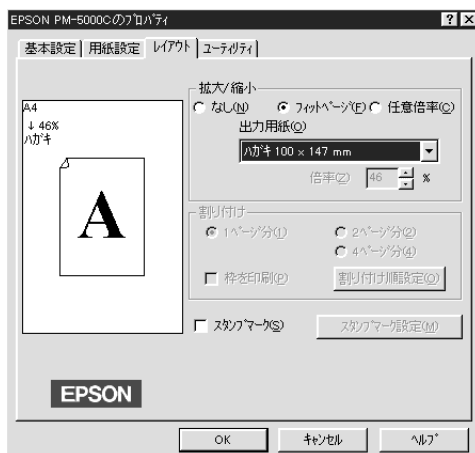 EPSON PM-5000Cのﾌﾟﾛﾊﾟﾃｨ
基本設定 用紙設定 ﾚｲｱｳﾄ ﾕｰﾃｨﾘﾃｨ
A4
↓ 46%
ﾊｶﾞｷ
A
拡大/縮小
なし(N) ﾌｨｯﾄﾍﾟｰｼﾞ(F) 任意倍率(C)
出力用紙(O)
ﾊｶﾞｷ 100 × 147 mm
倍率(Z) 46 %
割り付け
1ﾍﾟｰｼﾞ分(1) 2ﾍﾟｰｼﾞ分(2)
4ﾍﾟｰｼﾞ分(4)
枠を印刷(P) 割り付け順設定(O)
ｽﾀﾝﾌﾟﾏｰｸ(S) ｽﾀﾝﾌﾟﾏｰｸ設定(M)
EPSON
OK ｷｬﾝｾﾙ ﾍﾙﾌﾟ